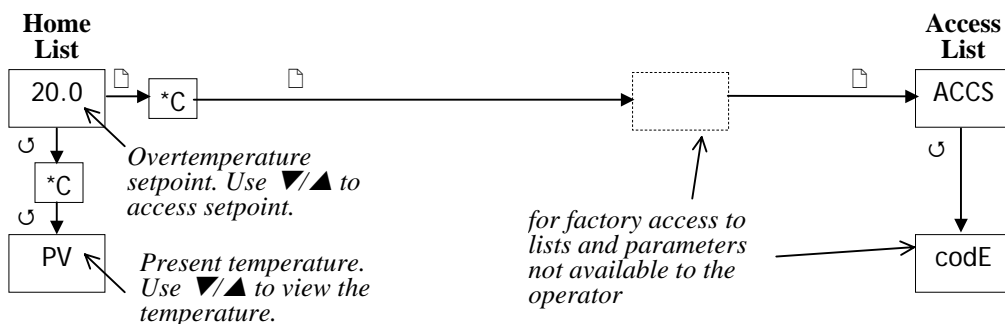 Home
List
Access
List
20.0
*C
ACCS
Overtemperature
setpoint. Use ▼/▲ to
access setpoint.
*C
for factory access to
lists and parameters
not available to the
operator
PV
codE
Present temperature.
Use ▼/▲ to view the
temperature.